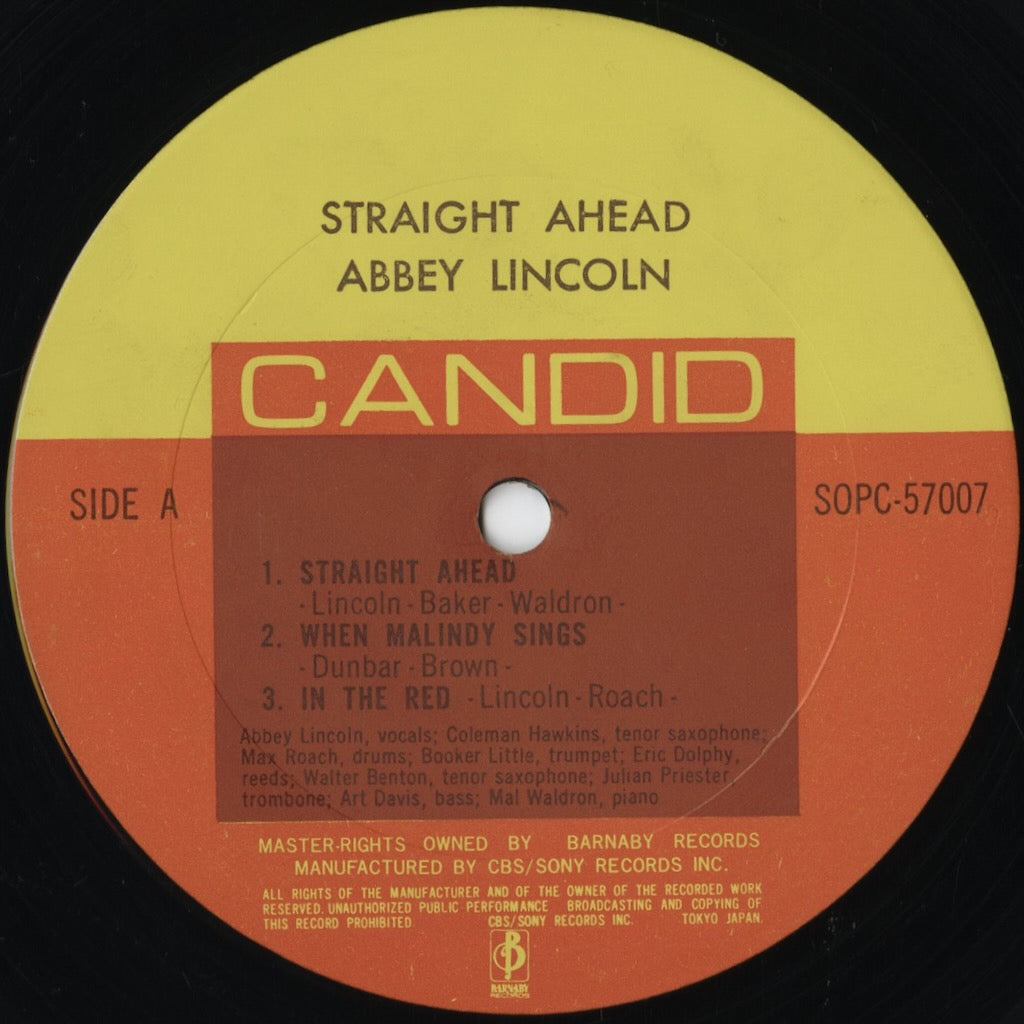 STRAIGHT AHEAD
ABBEY LINCOLN
CANDID
SIDE A
SOPC-57007
1. STRAIGHT AHEAD
-Lincoln-Baker-Waldron-
2. WHEN MALINDY SINGS
-Dunbar-Brown-
3. IN THE RED -Lincoln-Roach-
Abbey Lincoln, vocals; Coleman Hawkins, tenor saxophone;
Max Roach, drums; Booker Little, trumpet; Eric Dolphy,
reeds; Walter Benton, tenor saxophone; Julian Priester,
trombone; Art Davis, bass; Mal Waldron, piano
MASTER-RIGHTS OWNED BY BARNABY RECORDS
MANUFACTURED BY CBS/SONY RECORDS INC.
ALL RIGHTS OF THE MANUFACTURER AND OF THE OWNER OF THE RECORDED WORK
RESERVED. UNAUTHORIZED PUBLIC PERFORMANCE BROADCASTING AND COPYING OF
THIS RECORD PROHIBITED. CBS/SONY RECORDS INC. TOKYO JAPAN.
B
BARNABY
RECORDS